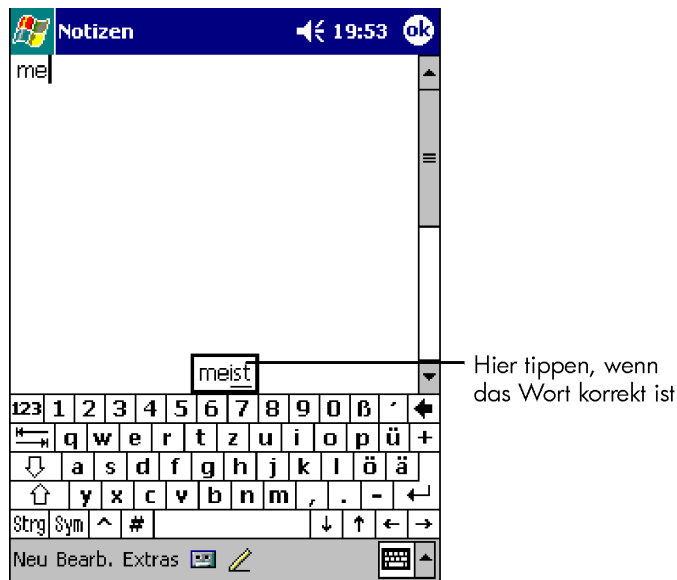 Notizen 19:53 ok
me
meist
Hier tippen, wenn
das Wort korrekt ist
123 1 2 3 4 5 6 7 8 9 0 ß ´
q w e r t z u i o p ü +
a s d f g h j k l ö ä
y x c v b n m , . -
Strg Sym ^ # ↓ ↑ ← →
Neu Bearb. Extras